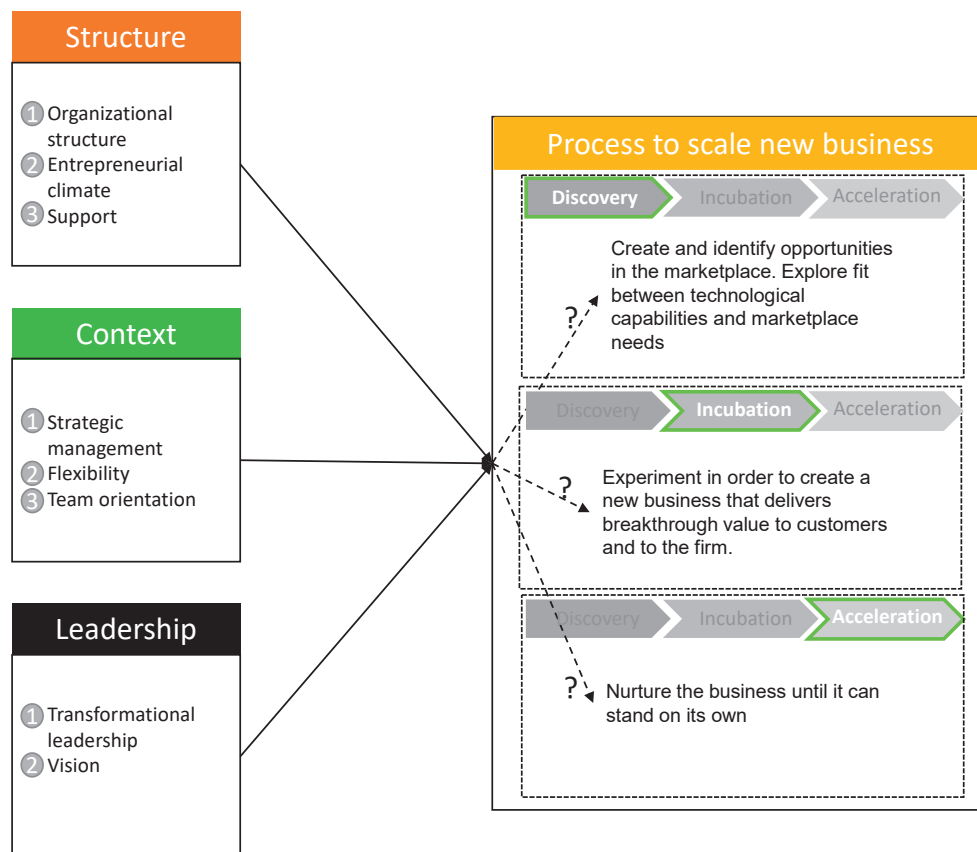 Structure
1 Organizational
structure
2 Entrepreneurial
climate
3 Support
Context
1 Strategic
management
2 Flexibility
3 Team orientation
Leadership
1 Transformational
leadership
2 Vision
Process to scale new business
Discovery Incubation Acceleration
Create and identify opportunities
in the marketplace. Explore fit
between technological
capabilities and marketplace
needs
?
Discovery Incubation Acceleration
Experiment in order to create a
new business that delivers
breakthrough value to customers
and to the firm.
?
Discovery Incubation Acceleration
Nurture the business until it can
stand on its own
?